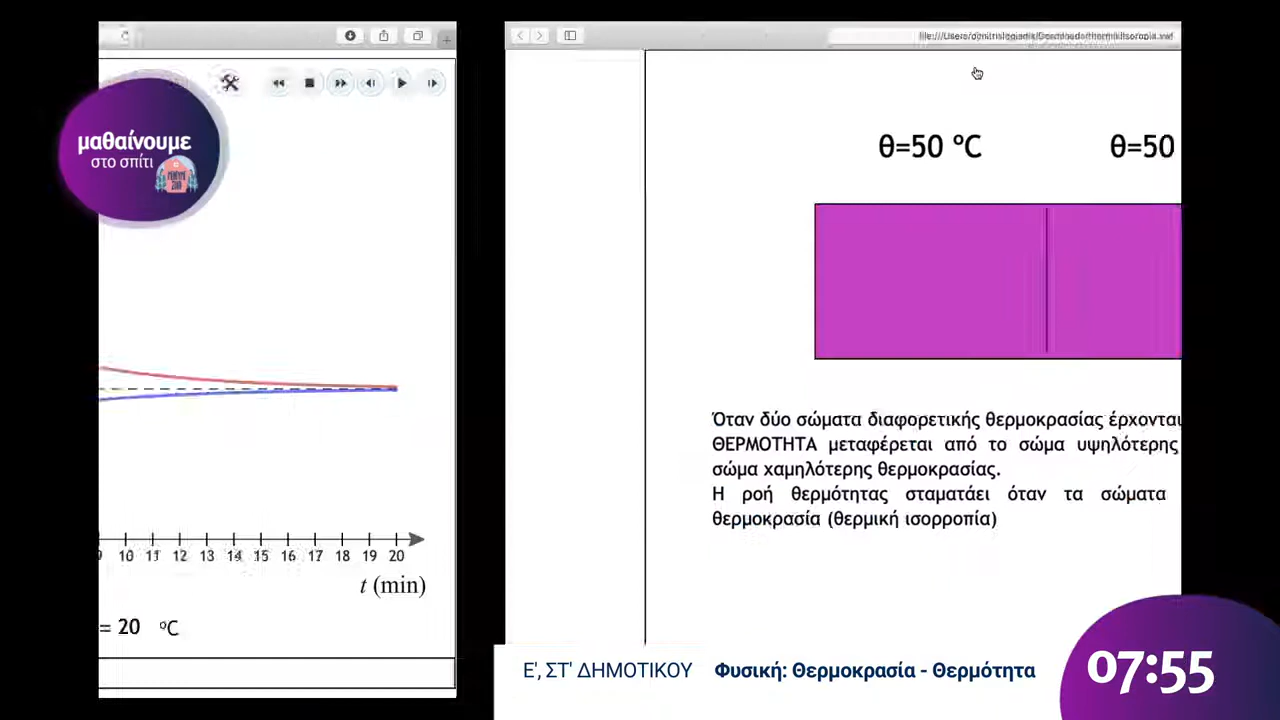 μαθαίνουμε
στο σπίτι
θ=50 °C
θ=50
Όταν δύο σώματα διαφορετικής θερμοκρασίας έρχονται
ΘΕΡΜΟΤΗΤΑ μεταφέρεται από το σώμα υψηλότερης
σώμα χαμηλότερης θερμοκρασίας.
Η ροή θερμότητας σταματάει όταν τα σώματα
θερμοκρασία (θερμική ισορροπία)
9 10 11 12 13 14 15 16 17 18 19 20
t (min)
= 20 °C
Ε', ΣΤ' ΔΗΜΟΤΙΚΟΥ Φυσική: Θερμοκρασία - Θερμότητα
07:55